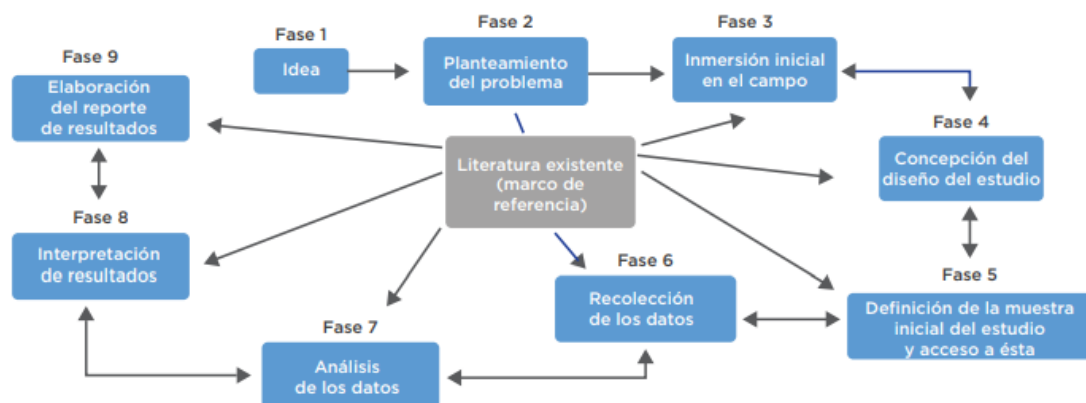 Fase 1
Idea
Fase 2
Planteamiento
del problema
Fase 3
Inmersión inicial
en el campo
Fase 4
Concepción del
diseño del estudio
Fase 5
Definición de la muestra
inicial del estudio
y acceso a ésta
Fase 6
Recolección
de los datos
Fase 7
Análisis
de los datos
Fase 8
Interpretación
de resultados
Fase 9
Elaboración
del reporte
de resultados
Literatura existente
(marco de
referencia)